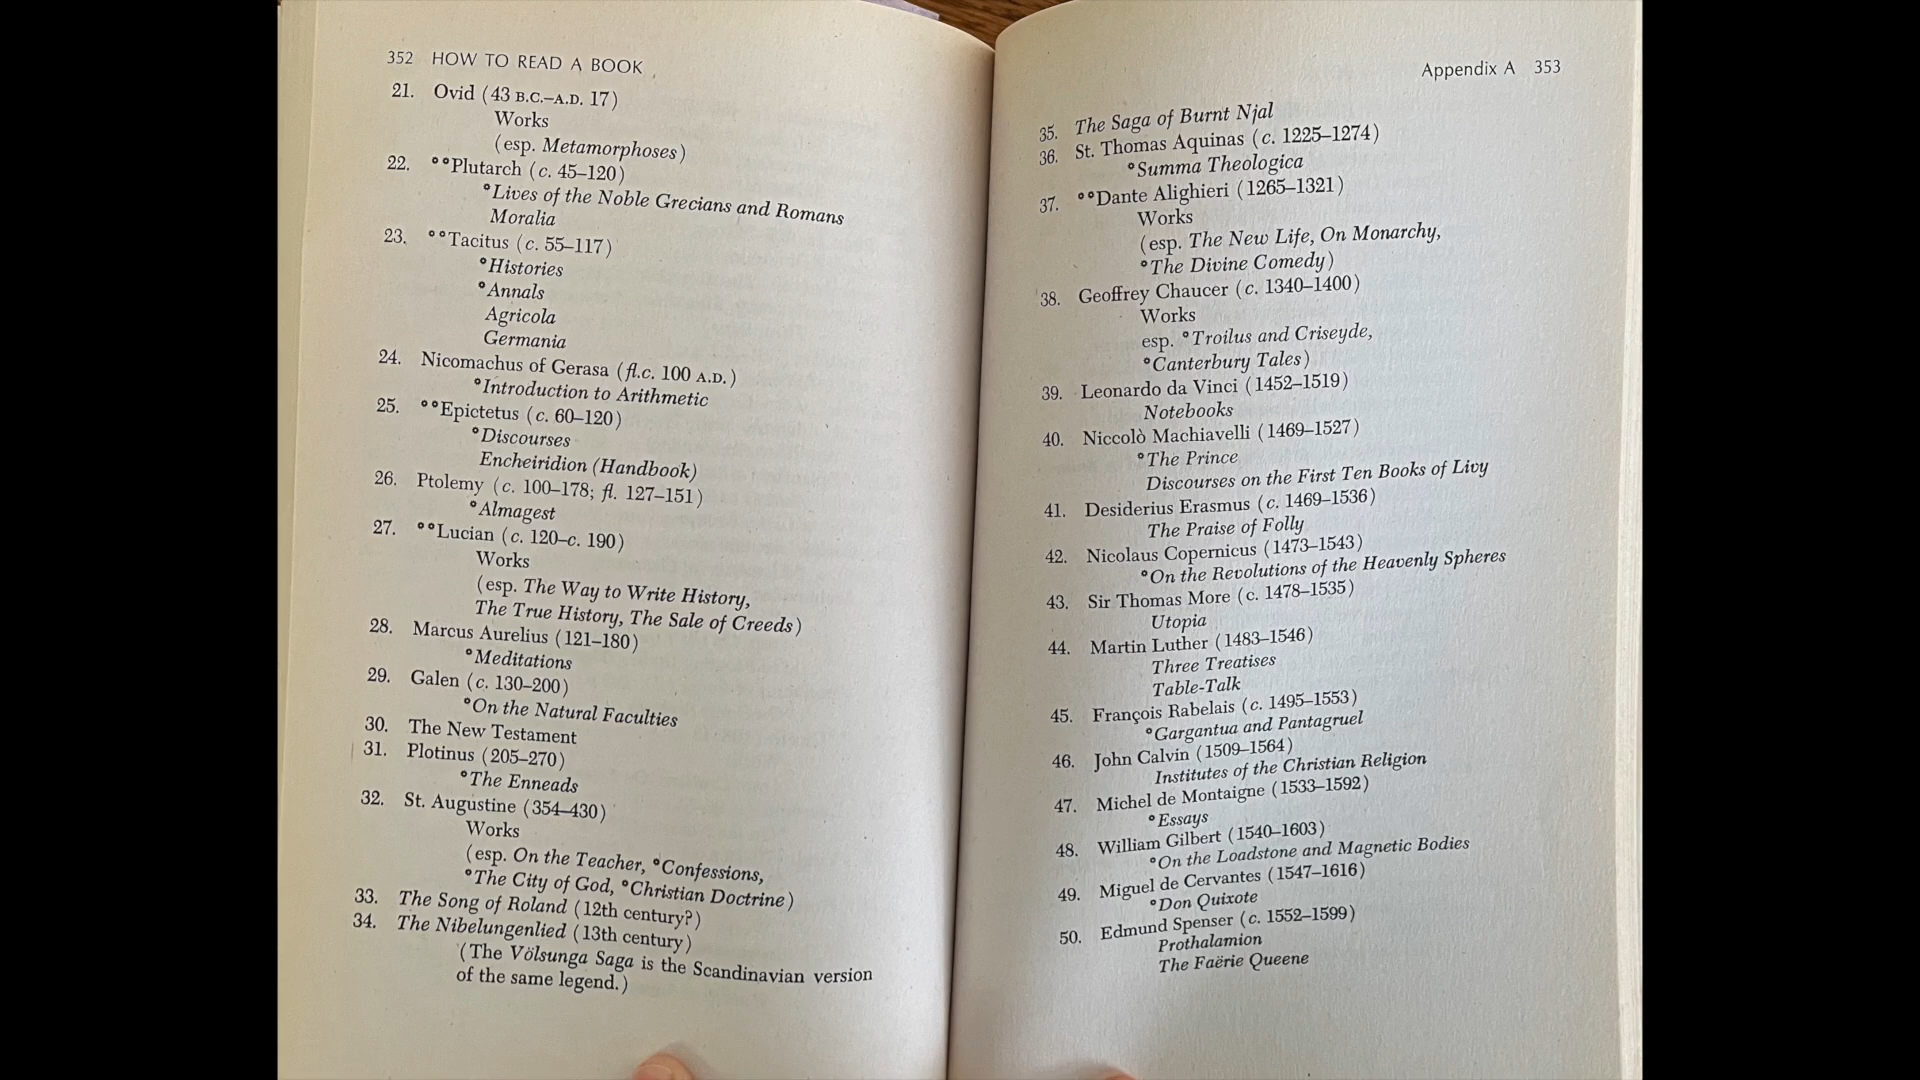 352 HOW TO READ A BOOK
21. Ovid (43 B.C.–A.D. 17)
Works
(esp. Metamorphoses)
22. °°Plutarch (c. 45–120)
°Lives of the Noble Grecians and Romans
Moralia
23. °°Tacitus (c. 55–117)
°Histories
°Annals
Agricola
Germania
24. Nicomachus of Gerasa (fl.c. 100 A.D.)
°Introduction to Arithmetic
25. °°Epictetus (c. 60–120)
°Discourses
Encheiridion (Handbook)
26. Ptolemy (c. 100–178; fl. 127–151)
°Almagest
27. °°Lucian (c. 120–c. 190)
Works
(esp. The Way to Write History,
The True History, The Sale of Creeds)
28. Marcus Aurelius (121–180)
°Meditations
29. Galen (c. 130–200)
°On the Natural Faculties
30. The New Testament
31. Plotinus (205–270)
°The Enneads
32. St. Augustine (354–430)
Works
(esp. On the Teacher, °Confessions,
°The City of God, °Christian Doctrine)
33. The Song of Roland (12th century?)
34. The Nibelungenlied (13th century)
(The Völsunga Saga is the Scandinavian version
of the same legend.)
Appendix A 353
35. The Saga of Burnt Njal
36. St. Thomas Aquinas (c. 1225–1274)
°Summa Theologica
37. °°Dante Alighieri (1265–1321)
Works
(esp. The New Life, On Monarchy,
°The Divine Comedy)
38. Geoffrey Chaucer (c. 1340–1400)
Works
esp. °Troilus and Criseyde,
°Canterbury Tales)
39. Leonardo da Vinci (1452–1519)
Notebooks
40. Niccolò Machiavelli (1469–1527)
°The Prince
Discourses on the First Ten Books of Livy
41. Desiderius Erasmus (c. 1469–1536)
The Praise of Folly
42. Nicolaus Copernicus (1473–1543)
°On the Revolutions of the Heavenly Spheres
43. Sir Thomas More (c. 1478–1535)
Utopia
44. Martin Luther (1483–1546)
Three Treatises
Table-Talk
45. François Rabelais (c. 1495–1553)
°Gargantua and Pantagruel
46. John Calvin (1509–1564)
Institutes of the Christian Religion
47. Michel de Montaigne (1533–1592)
°Essays
48. William Gilbert (1540–1603)
°On the Loadstone and Magnetic Bodies
49. Miguel de Cervantes (1547–1616)
°Don Quixote
50. Edmund Spenser (c. 1552–1599)
Prothalamion
The Faërie Queene